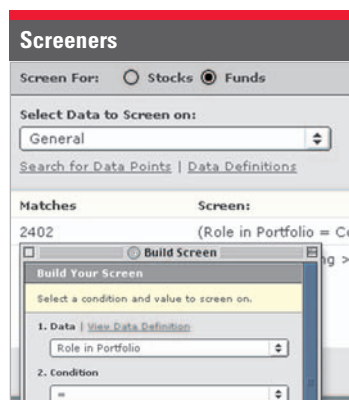 Screeners
Screen For: Stocks Funds
Select Data to Screen on:
General
Search for Data Points | Data Definitions
Matches Screen:
2402 (Role in Portfolio =
Build Screen
Build Your Screen
Select a condition and value to screen on.
1. Data | View Data Definition
Role in Portfolio
2. Condition
=